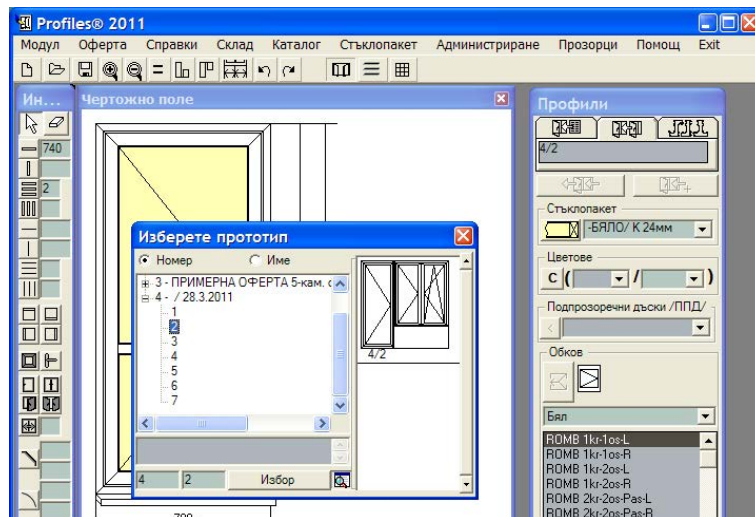 Profiles® 2011
Модул Оферта Справки Склад Каталог Стъклопакет Администриране Прозорци Помощ Exit
Ин...
Чертожно поле
Профили
740
2
4/2
Стъклопакет
-БЯЛО/ К 24мм
Цветове
C ( / )
Подпрозоречни дъски /ППД/
<
Обков
Бял
ROMB 1kr-1os-L
ROMB 1kr-1os-R
ROMB 1kr-2os-L
ROMB 1kr-2os-R
ROMB 2kr-2os-Pas-L
ROMB 2kr-2os-Pas-R
Изберете прототип
Номер Име
3 - ПРИМЕРНА ОФЕРТА 5-кам. с
4 - / 28.3.2011
1
2
3
4
5
6
7
4/2
4 2 Избор